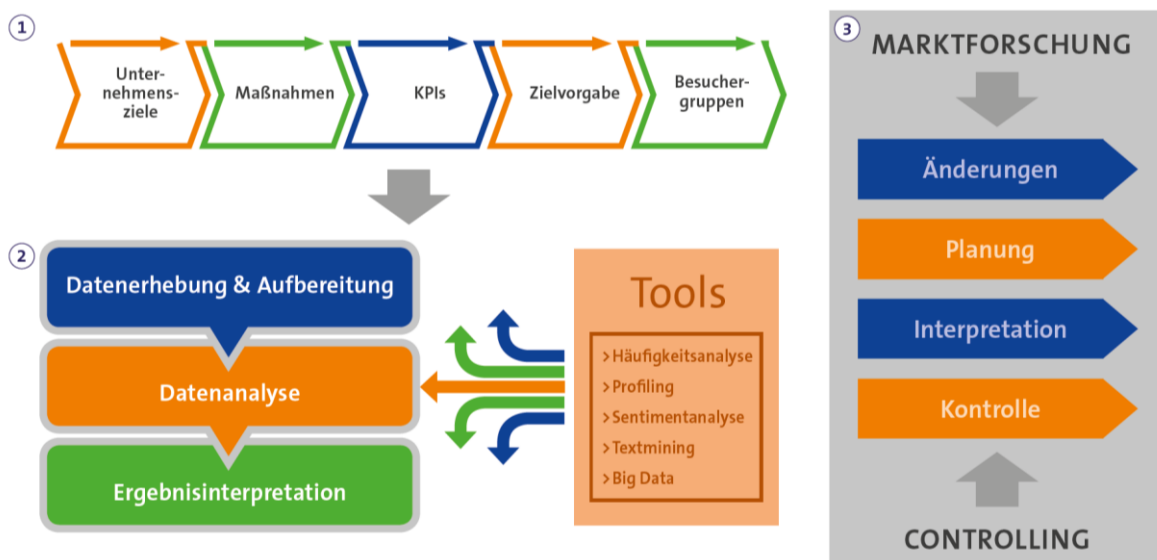 1
Unter-
nehmens-
ziele
Maßnahmen
KPIs
Zielvorgabe
Besucher-
gruppen
2
Datenerhebung & Aufbereitung
Datenanalyse
Ergebnisinterpretation
Tools
>Häufigkeitsanalyse
>Profiling
>Sentimentanalyse
>Textmining
>Big Data
3
MARKTFORSCHUNG
Änderungen
Planung
Interpretation
Kontrolle
CONTROLLING